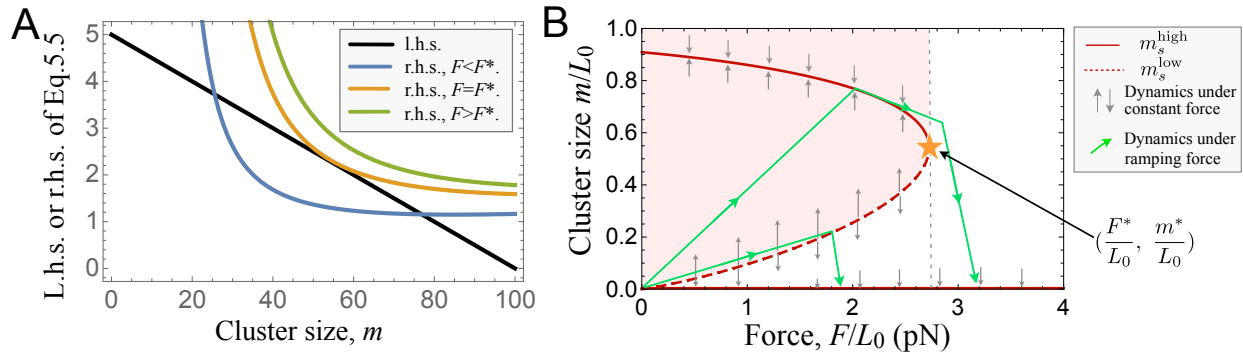 A
L.h.s. or r.h.s. of Eq.5.5
5
4
3
2
1
0
0
20
40
60
80
100
Cluster size, m
l.h.s.
r.h.s., F<F*.
r.h.s., F=F*.
r.h.s., F>F*.
B
Cluster size m/L₀
1.0
0.8
0.6
0.4
0.2
0.0
0
1
2
3
4
Force, F/L₀ (pN)
m_s^high
m_s^low
Dynamics under
constant force
Dynamics under
ramping force
(F*/L₀, m*/L₀)